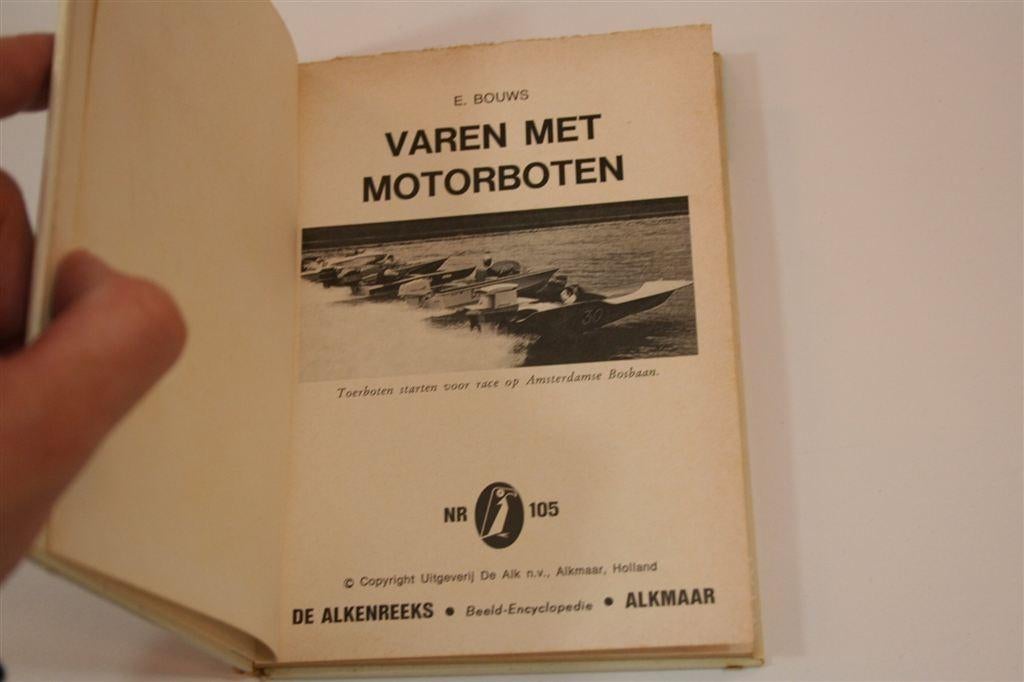 E. BOUWS
VAREN MET
MOTORBOTEN
30
Toerboten starten voor race op Amsterdamse Bosbaan.
NR 105
© Copyright Uitgeverij De Alk n.v., Alkmaar, Holland
DE ALKENREEKS • Beeld-Encyclopedie • ALKMAAR